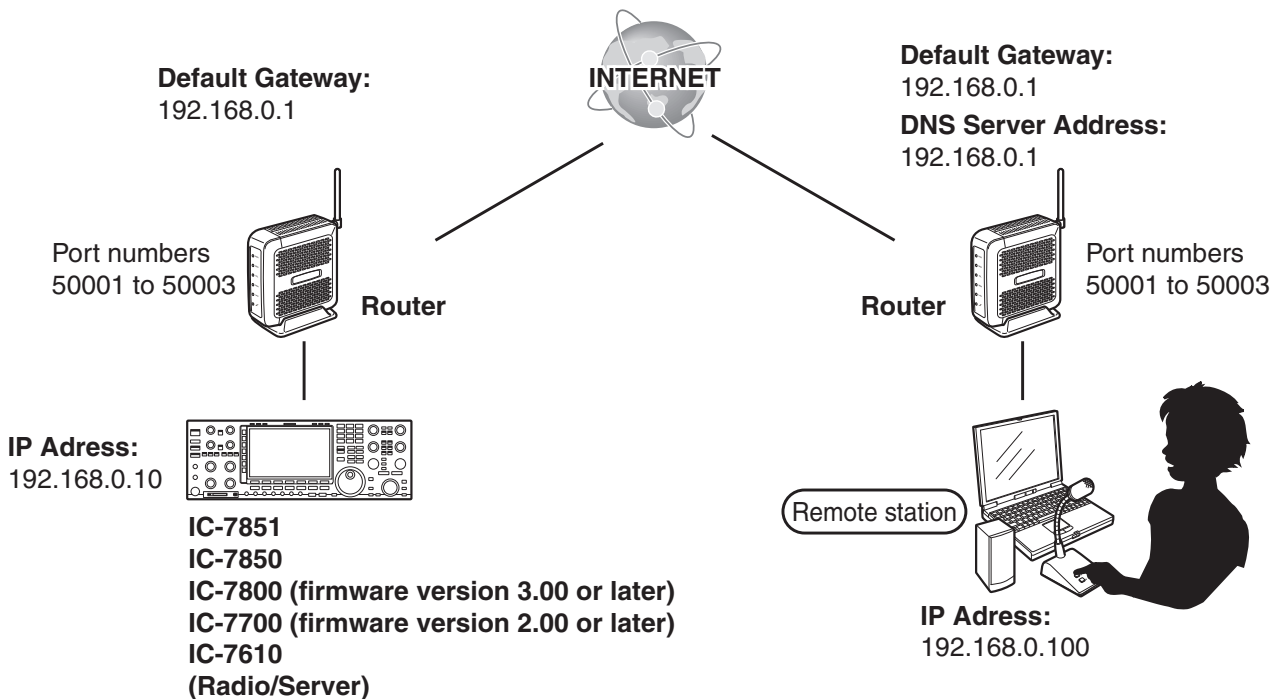 INTERNET
Default Gateway:
192.168.0.1
Default Gateway:
192.168.0.1
DNS Server Address:
192.168.0.1
Port numbers
50001 to 50003
Router
Router
Port numbers
50001 to 50003
IP Adress:
192.168.0.10
IC-7851
IC-7850
IC-7800 (firmware version 3.00 or later)
IC-7700 (firmware version 2.00 or later)
IC-7610
(Radio/Server)
Remote station
IP Adress:
192.168.0.100